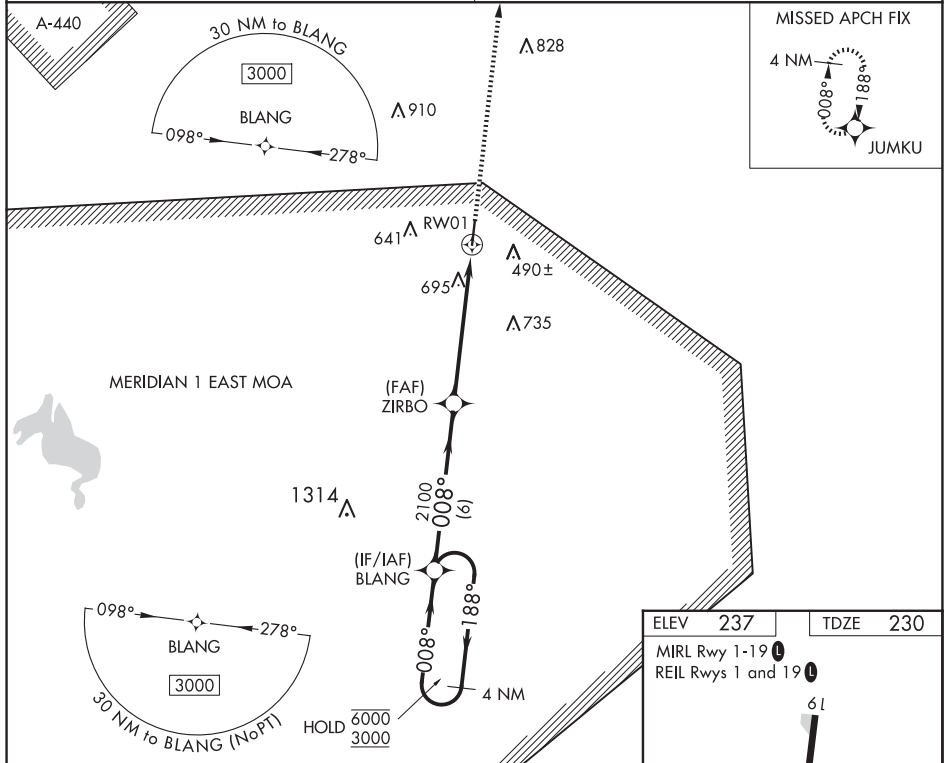 A-440
30 NM to BLANG
3000
BLANG
098°
278°
828
910
MISSED APCH FIX
4 NM
008°
188°
JUMKU
641
RW01
490±
695
735
MERIDIAN 1 EAST MOA
(FAF)
ZIRBO
1314
2100
008°
(6)
(IF/IAF)
BLANG
008°
188°
4 NM
HOLD
6000
3000
098°
278°
BLANG
3000
30 NM to BLANG (NoPT)
ELEV 237
TDZE 230
MIRL Rwy 1-19 L
REIL Rwys 1 and 19 L
19